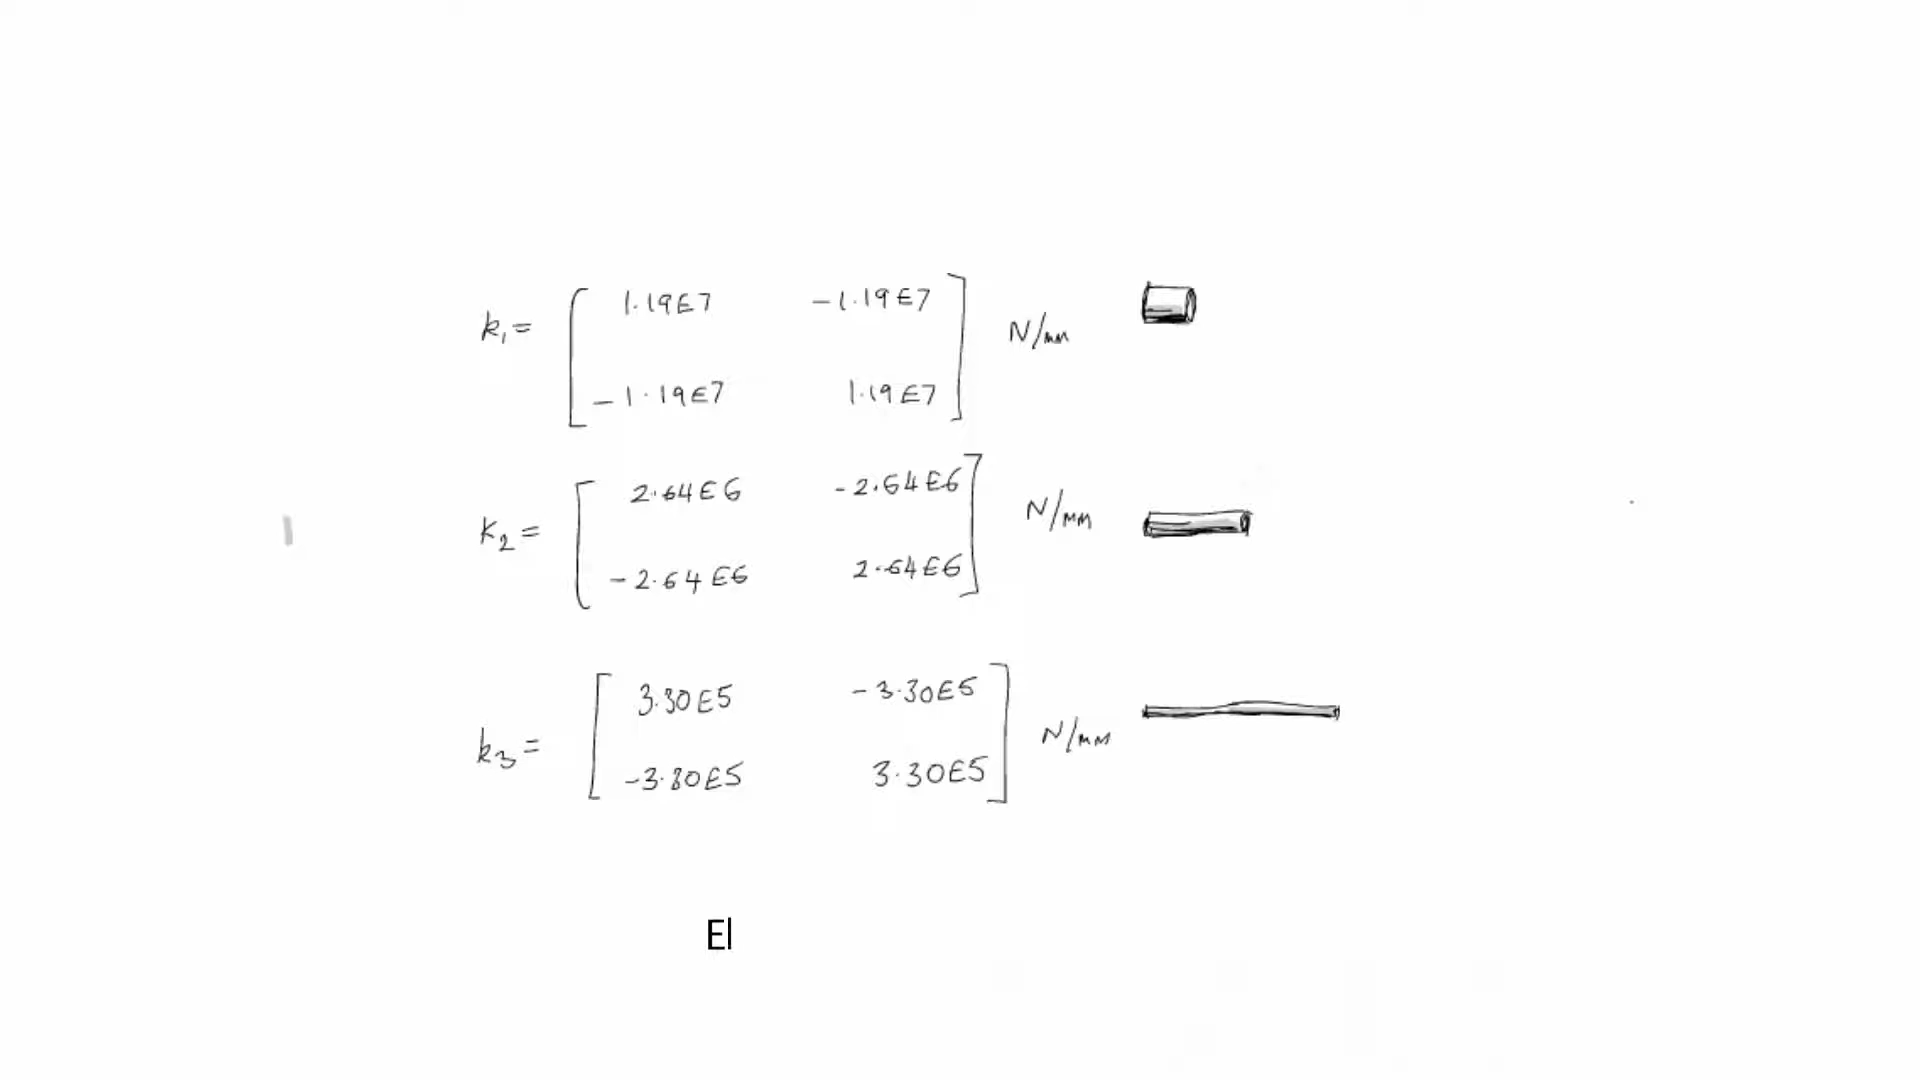 1.19E7 -1.19E7
k1= N/mm
-1.19E7 1.19E7
2.64E6 -2.64E6
K2= N/mm
-2.64E6 2.64E6
3.30E5 -3.30E5
k3= N/mm
-3.30E5 3.30E5
El